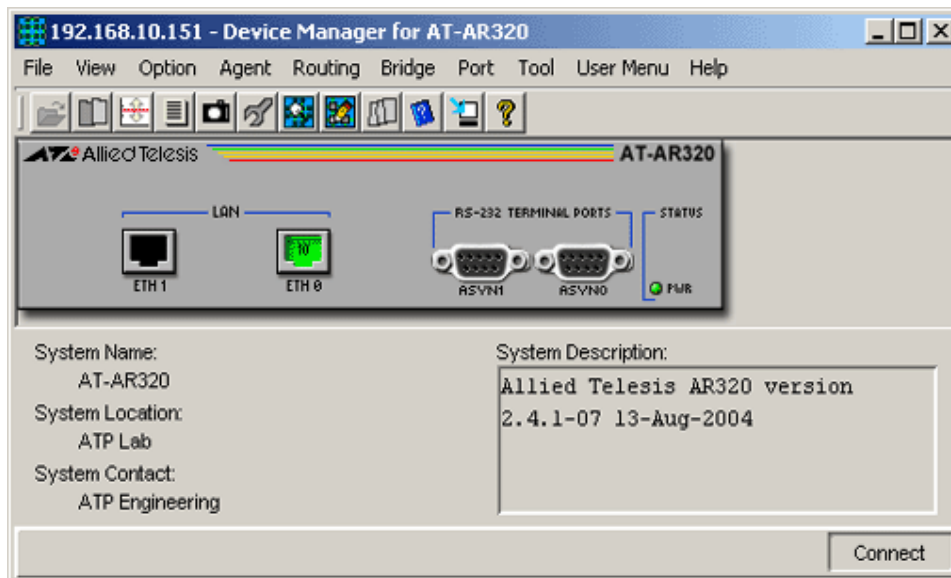 192.168.10.151 - Device Manager for AT-AR320
File View Option Agent Routing Bridge Port Tool User Menu Help
Allied Telesis AT-AR320
LAN RS-232 TERMINAL PORTS STATUS
10
ETH 1 ETH 0 ASYN1 ASYN0 PWR
System Name:
AT-AR320
System Location:
ATP Lab
System Contact:
ATP Engineering
System Description:
Allied Telesis AR320 version
2.4.1-07 13-Aug-2004
Connect